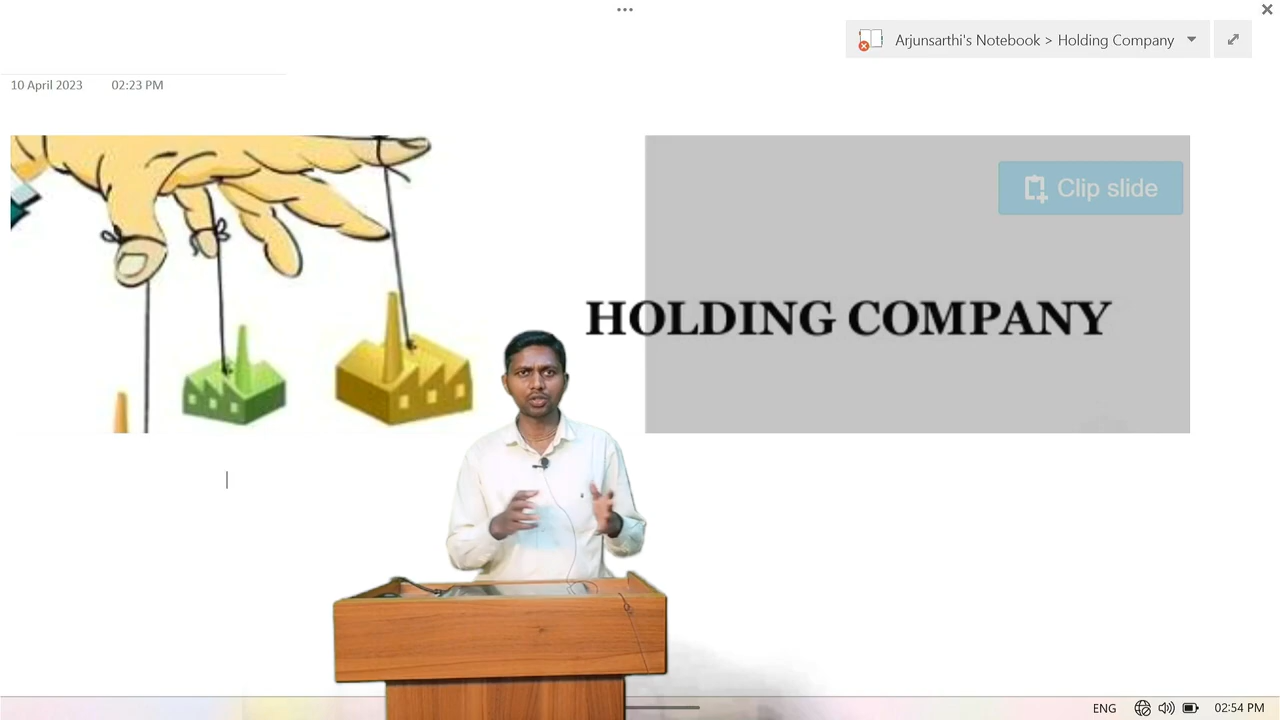 Arjunsarthi's Notebook > Holding Company
10 April 2023 02:23 PM
Clip slide
HOLDING COMPANY
ENG 02:54 PM